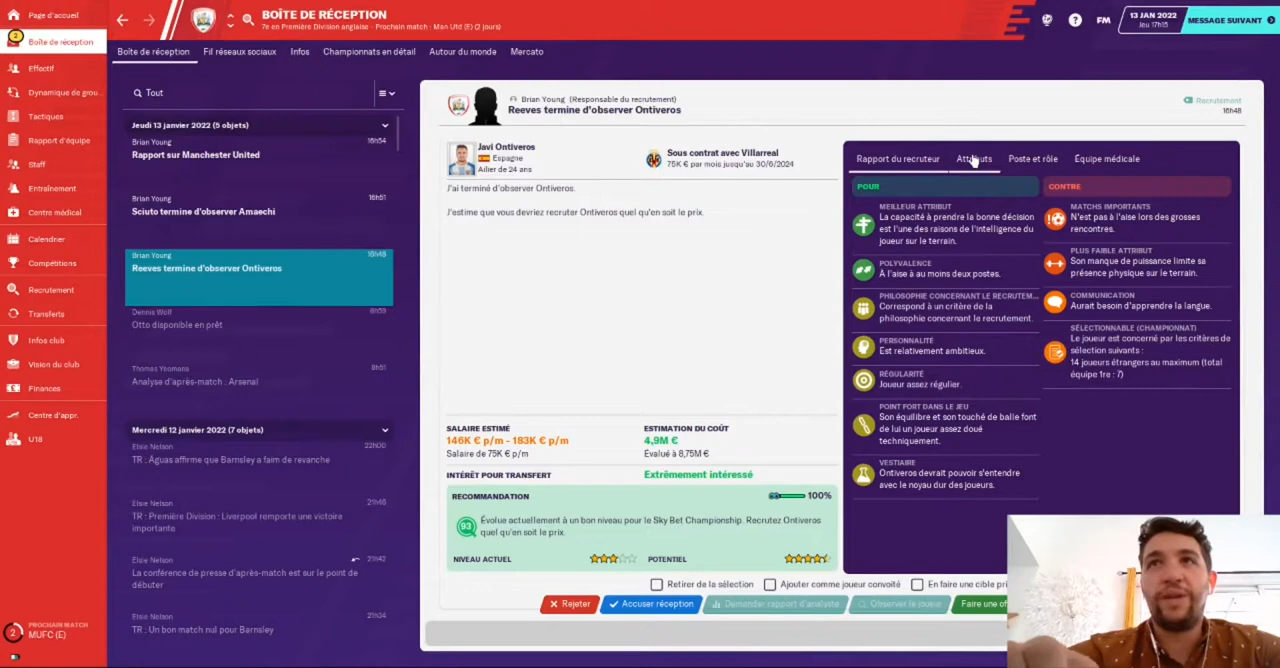 Page d'accueil
2
Boîte de réception
Effectif
Dynamique de grou...
Tactiques
Rapport d'équipe
Staff
Entraînement
Centre médical
Calendrier
Compétitions
Recrutement
Transferts
Infos club
Vision du club
Finances
Centre d'appr.
U18
2
PROCHAIN MATCH
MUFC (E)
BOÎTE DE RÉCEPTION
7e en Première Division anglaise · Prochain match : Man Utd (E) (2 jours)
FM
13 JAN 2022
Jeu 17h15
MESSAGE SUIVANT
Boîte de réception
Fil réseaux sociaux
Infos
Championnats en détail
Autour du monde
Mercato
Tout
Jeudi 13 janvier 2022 (5 objets)
Brian Young 16h54
Rapport sur Manchester United
Brian Young 16h51
Sciuto termine d'observer Amaechi
Brian Young 16h48
Reeves termine d'observer Ontiveros
Dennis Wolf 8h59
Otto disponible en prêt
Thomas Yeomans 8h51
Analyse d'après-match : Arsenal
Mercredi 12 janvier 2022 (7 objets)
Elsie Nelson 22h00
TR : Aguas affirme que Barnsley a faim de revanche
Elsie Nelson 21h46
TR : Première Division : Liverpool remporte une victoire
importante
Elsie Nelson 21h42
La conférence de presse d'après-match est sur le point de
débuter
Elsie Nelson 21h34
TR : Un bon match nul pour Barnsley
Brian Young (Responsable du recrutement)
Reeves termine d'observer Ontiveros
Recrutement
16h48
Javi Ontiveros
Espagne
Ailier de 24 ans
Sous contrat avec Villarreal
75K € par mois jusqu'au 30/6/2024
J'ai terminé d'observer Ontiveros.
J'estime que vous devriez recruter Ontiveros quel qu'en soit le prix.
SALAIRE ESTIMÉ
146K € p/m - 183K € p/m
Salaire de 75K € p/m
ESTIMATION DU COÛT
4,9M €
Évalué à 8,75M €
INTÉRÊT POUR TRANSFERT
Extrêmement intéressé
RECOMMANDATION
100%
93
Évolue actuellement à un bon niveau pour le Sky Bet Championship. Recrutez Ontiveros
quel qu'en soit le prix.
NIVEAU ACTUEL
POTENTIEL
Rapport du recruteur
Attributs
Poste et rôle
Équipe médicale
POUR
MEILLEUR ATTRIBUT
La capacité à prendre la bonne décision
est l'une des raisons de l'intelligence du
joueur sur le terrain.
POLYVALENCE
À l'aise à au moins deux postes.
PHILOSOPHIE CONCERNANT LE RECRUTEM...
Correspond à un critère de la
philosophie concernant le recrutement.
PERSONNALITÉ
Est relativement ambitieux.
RÉGULARITÉ
Joueur assez régulier.
POINT FORT DANS LE JEU
Son équilibre et son touché de balle font
de lui un joueur assez doué
techniquement.
VESTIAIRE
Ontiveros devrait pouvoir s'entendre
avec le noyau dur des joueurs.
CONTRE
MATCHS IMPORTANTS
N'est pas à l'aise lors des grosses
rencontres.
PLUS FAIBLE ATTRIBUT
Son manque de puissance limite sa
présence physique sur le terrain.
COMMUNICATION
Aurait besoin d'apprendre la langue.
SÉLECTIONNABLE (CHAMPIONNAT)
Le joueur est concerné par les critères de
sélection suivants :
14 joueurs étrangers au maximum (total
équipe 1re : 7)
Retirer de la sélection
Ajouter comme joueur convoité
En faire une cible pri
Rejeter
Accuser réception
Demander rapport d'analyste
Observer le joueur
Faire une of